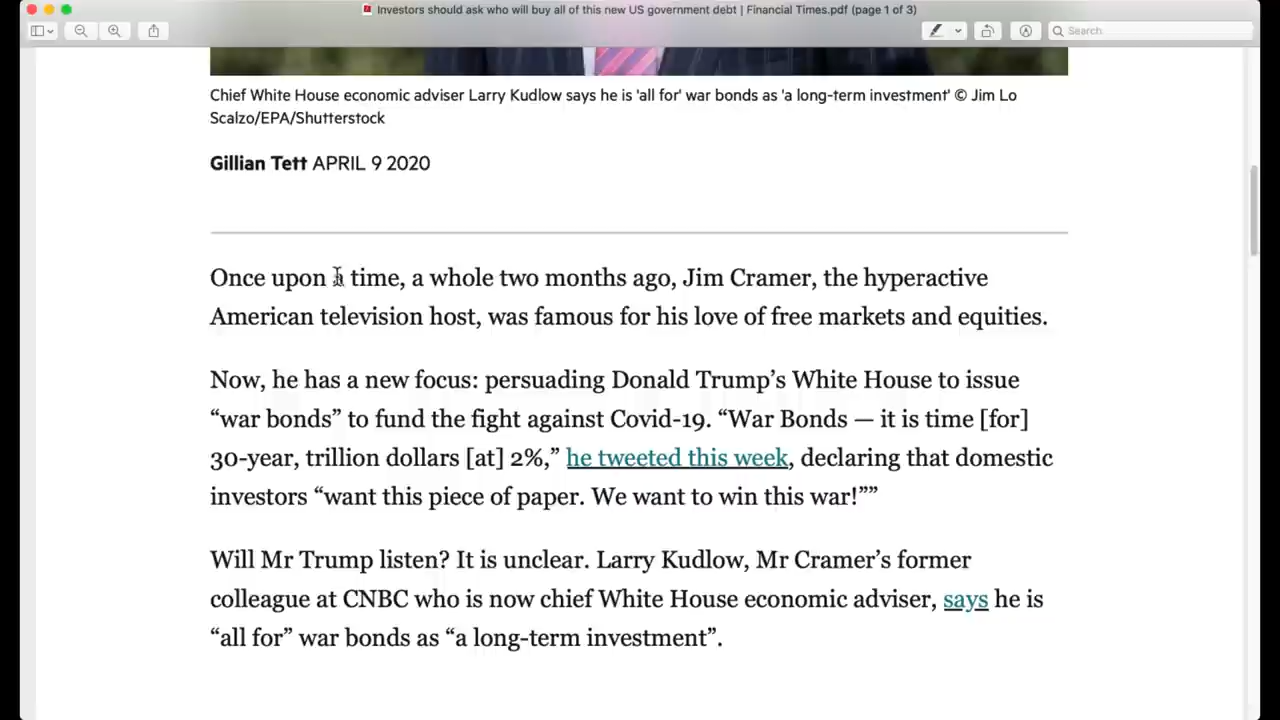 Investors should ask who will buy all of this new US government debt | Financial Times.pdf (page 1 of 3)
Search
Chief White House economic adviser Larry Kudlow says he is 'all for' war bonds as 'a long-term investment' © Jim Lo
Scalzo/EPA/Shutterstock
Gillian Tett APRIL 9 2020
Once upon a time, a whole two months ago, Jim Cramer, the hyperactive
American television host, was famous for his love of free markets and equities.
Now, he has a new focus: persuading Donald Trump’s White House to issue
“war bonds” to fund the fight against Covid-19. “War Bonds — it is time [for]
30-year, trillion dollars [at] 2%,” he tweeted this week, declaring that domestic
investors “want this piece of paper. We want to win this war!””
Will Mr Trump listen? It is unclear. Larry Kudlow, Mr Cramer’s former
colleague at CNBC who is now chief White House economic adviser, says he is
“all for” war bonds as “a long-term investment”.